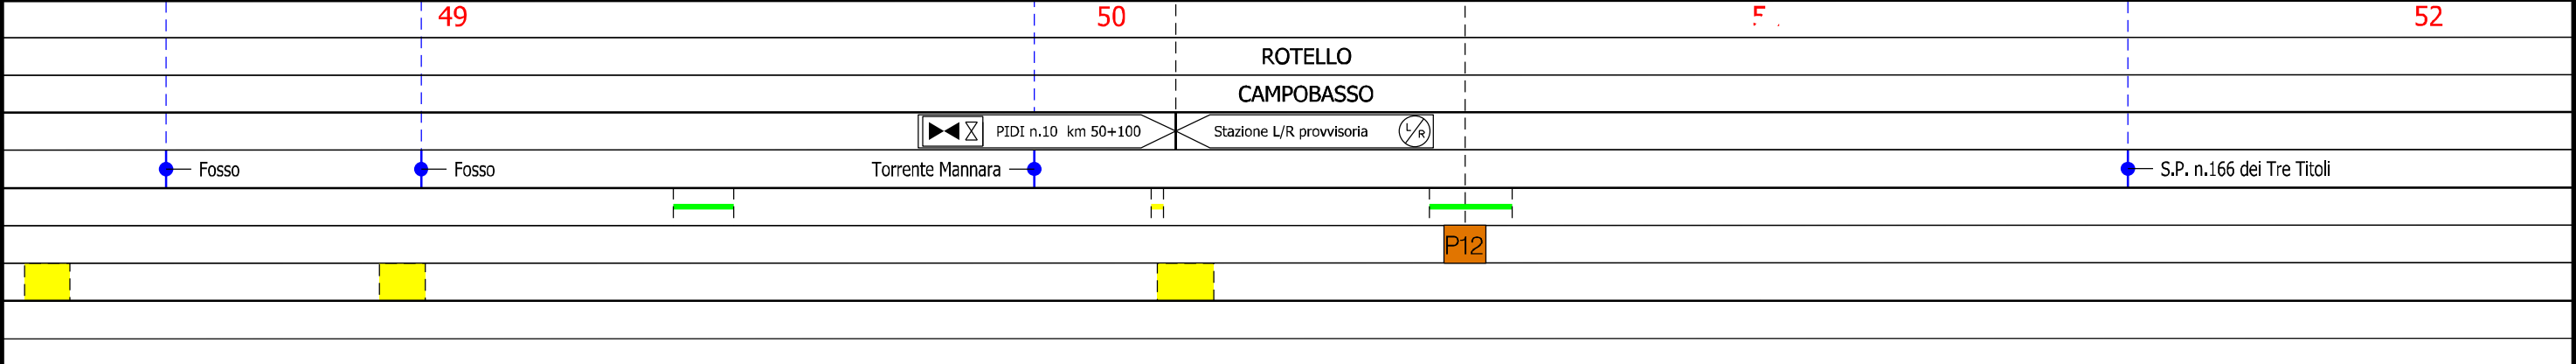 49 50 52
ROTELLO
CAMPOBASSO
PIDI n.10 km 50+100 Stazione L/R provvisoria L/R
Fosso Fosso Torrente Mannara S.P. n.166 dei Tre Titoli
P12